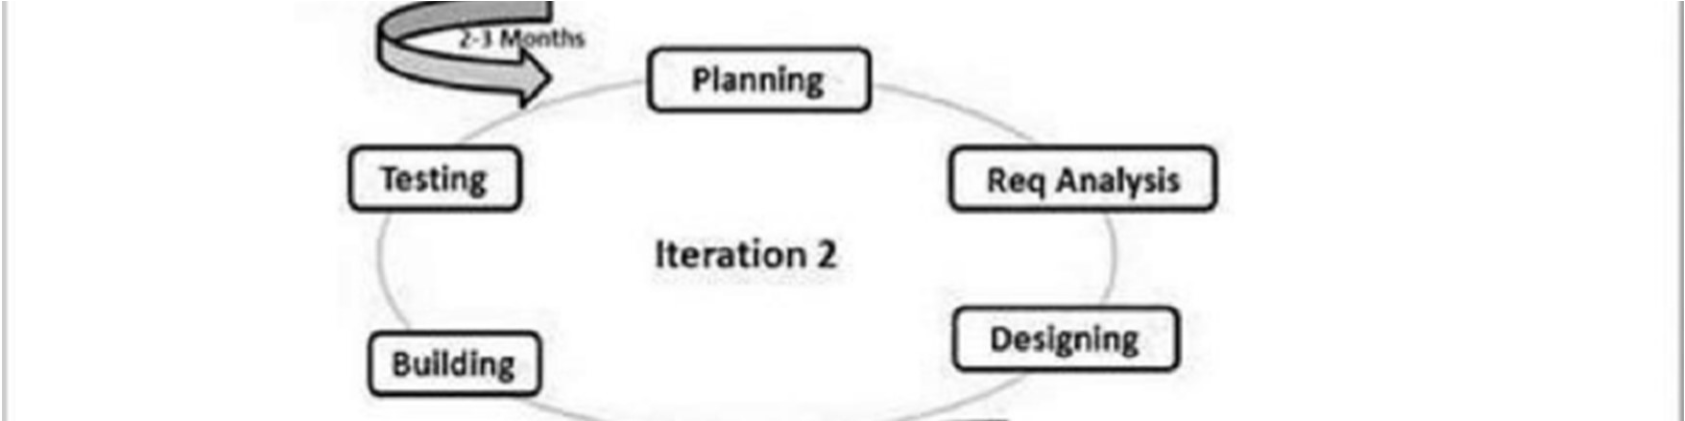 2-3 Months
Planning
Testing
Req Analysis
Iteration 2
Designing
Building